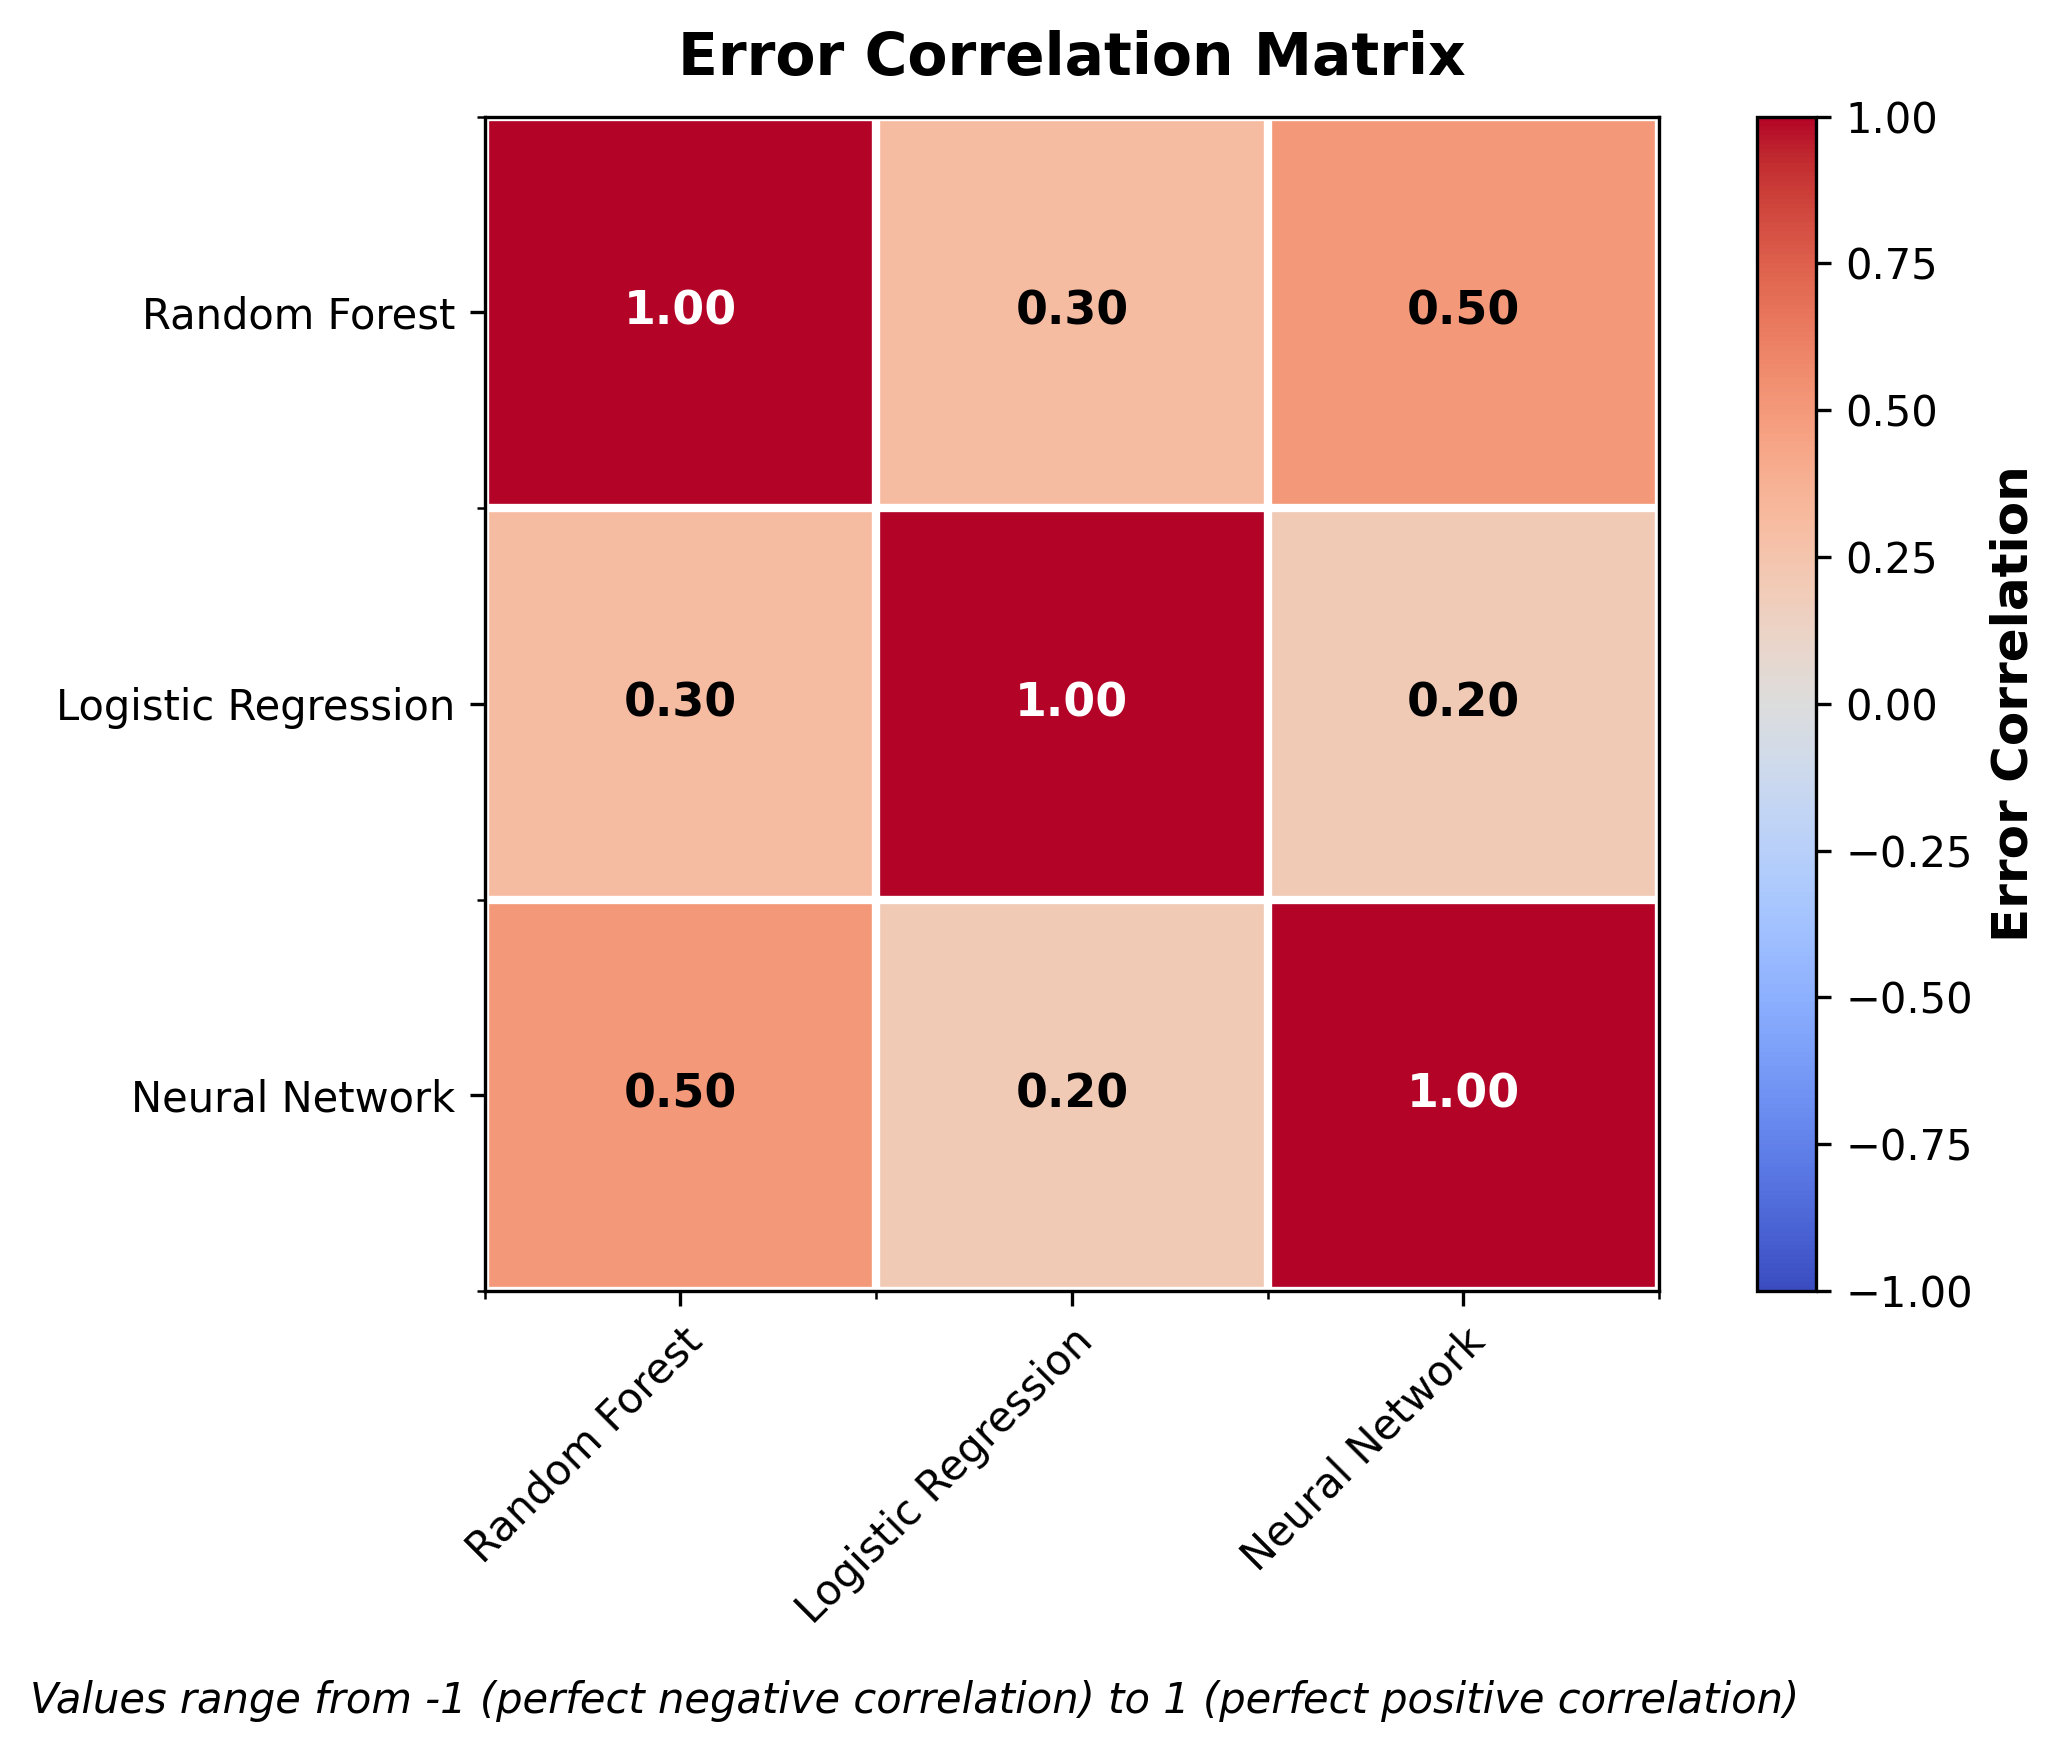 Error Correlation Matrix
Random Forest
1.00
0.30
0.50
Logistic Regression
0.30
1.00
0.20
Neural Network
0.50
0.20
1.00
Random Forest
Logistic Regression
Neural Network
1.00
0.75
0.50
0.25
0.00
−0.25
−0.50
−0.75
−1.00
Error Correlation
Values range from -1 (perfect negative correlation) to 1 (perfect positive correlation)